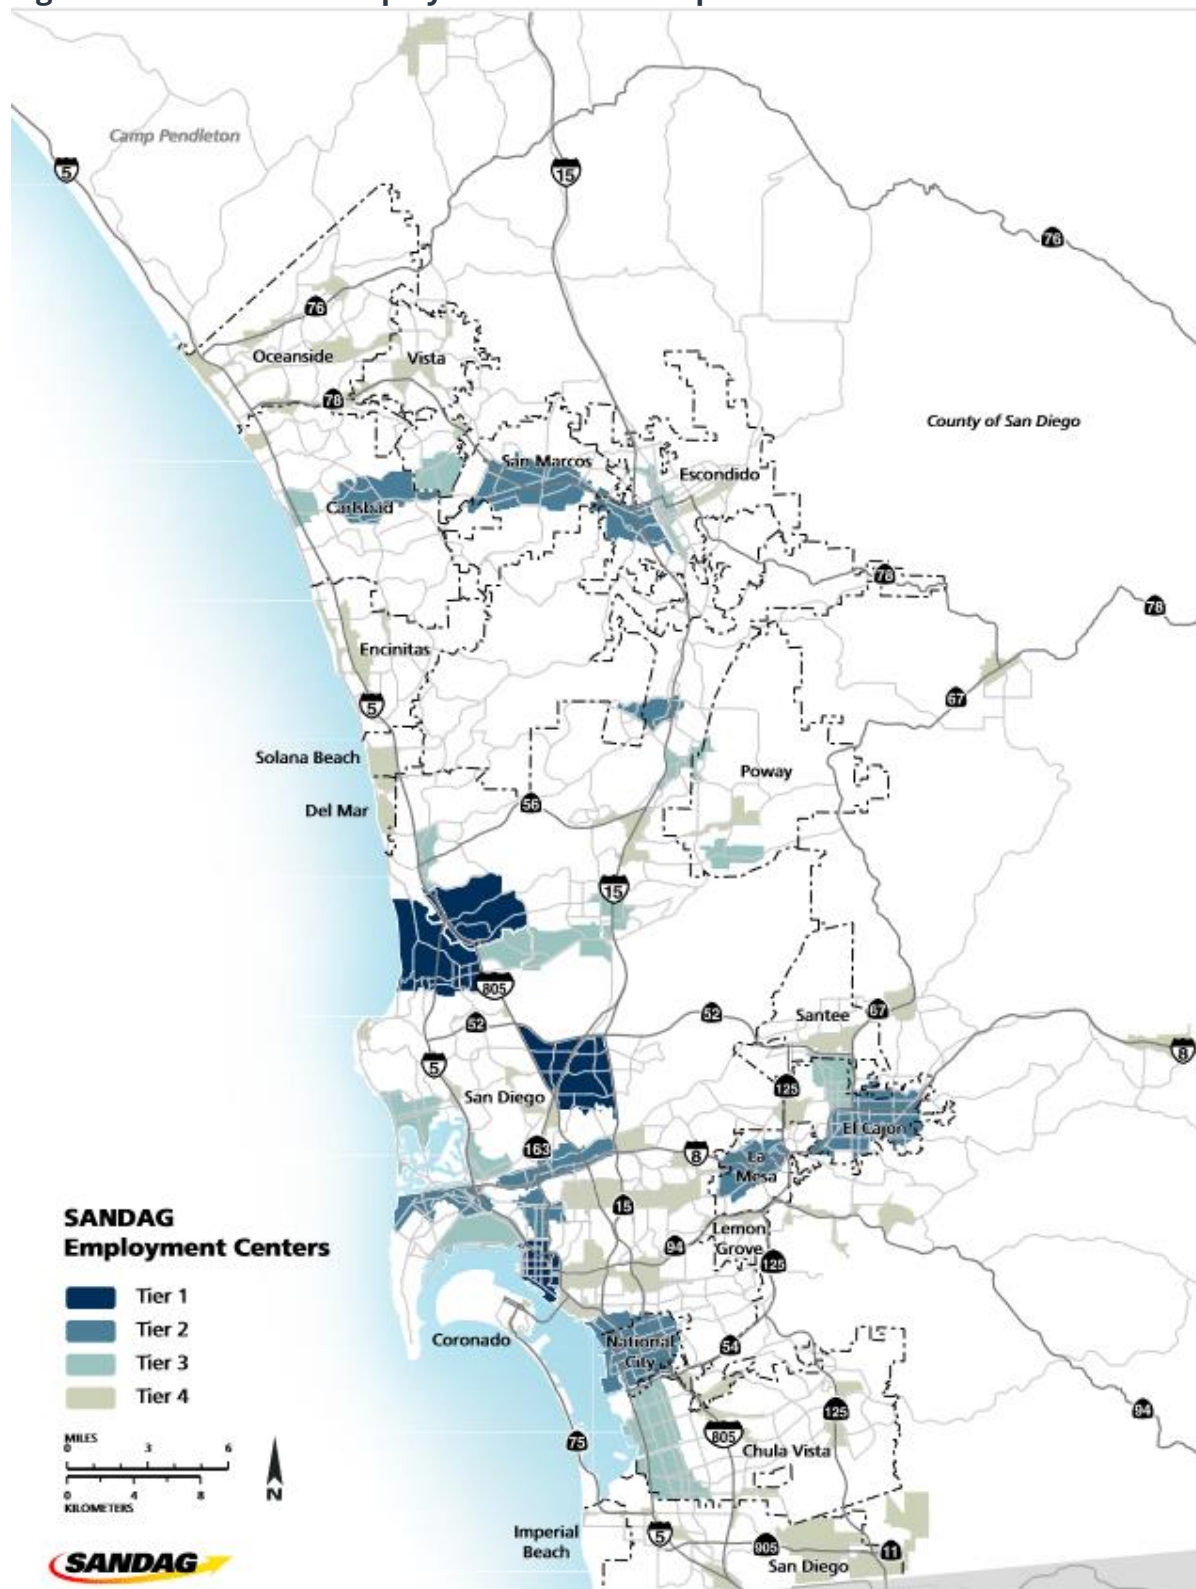 Camp Pendleton
5
15
76
76
Oceanside
Vista
78
County of San Diego
San Marcos
Escondido
Carlsbad
78
78
Encinitas
5
67
Solana Beach
Poway
Del Mar
56
15
805
52
52
Santee
67
8
5
125
San Diego
El Cajon
163
8
La
Mesa
15
SANDAG
Employment Centers
Lemon
Grove
94
125
Tier 1
Tier 2
Tier 3
Tier 4
Coronado
National
City
54
125
94
MILES
0 3 6
0 4 8
KILOMETERS
N
75
805
Chula Vista
Imperial
Beach
5
905
11
San Diego
SANDAG